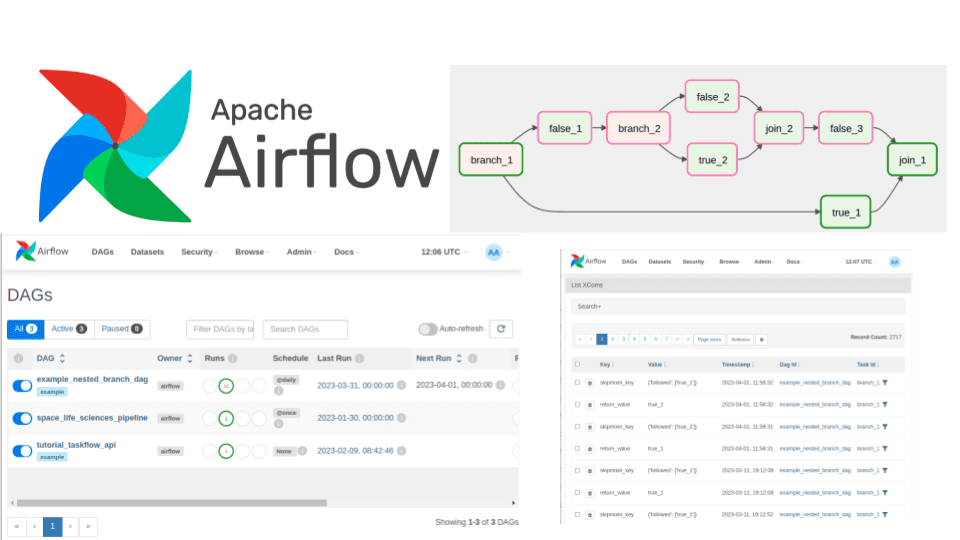 Apache
Airflow
false_2
false_1
branch_2
join_2
false_3
branch_1
true_2
join_1
true_1
Airflow DAGs Datasets Security Browse Admin Docs 12:06 UTC AA
DAGs
All 3 Active 3 Paused 0 Filter DAGs by ta Search DAGs Auto-refresh
DAG Owner Runs Schedule Last Run Next Run
example_nested_branch_dag airflow 11 @daily 2023-03-31, 00:00:00 2023-04-01, 00:00:00
example
space_life_sciences_pipeline airflow 1 @once 2023-01-30, 00:00:00
tutorial_taskflow_api airflow 1 None 2023-02-09, 08:42:46
example
« ‹ 1 › »
Showing 1-3 of 3 DAGs
Airflow DAGs Datasets Security Browse Admin Docs 12:07 UTC AA
List XComs
Search
« ‹ 1 2 3 4 5 6 7 › » Page size Actions Record Count: 2717
Key Value Timestamp Dag Id Task Id
skipmixin_key {'followed': ['true_1']} 2023-04-01, 11:58:32 example_nested_branch_dag branch_1
return_value true_1 2023-04-01, 11:58:32 example_nested_branch_dag branch_1
skipmixin_key {'followed': ['true_1']} 2023-04-01, 11:58:31 example_nested_branch_dag branch_1
return_value true_1 2023-04-01, 11:58:31 example_nested_branch_dag branch_1
skipmixin_key {'followed': ['true_1']} 2023-03-12, 19:12:08 example_nested_branch_dag branch_1
return_value true_1 2023-03-12, 19:12:08 example_nested_branch_dag branch_1
skipmixin_key {'followed': ['true_1']} 2023-03-11, 19:12:52 example_nested_branch_dag branch_1